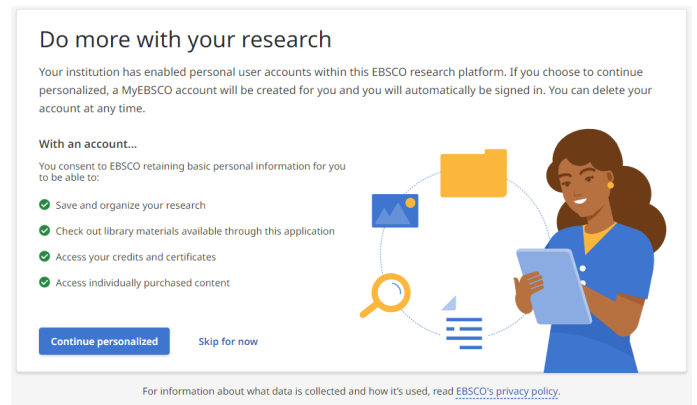 Do more with your research
Your institution has enabled personal user accounts within this EBSCO research platform. If you choose to continue
personalized, a MyEBSCO account will be created for you and you will automatically be signed in. You can delete your
account at any time.
With an account...
You consent to EBSCO retaining basic personal information for you
to be able to:
Save and organize your research
Check out library materials available through this application
Access your credits and certificates
Access individually purchased content
Continue personalized
Skip for now
For information about what data is collected and how it's used, read EBSCO's privacy policy.